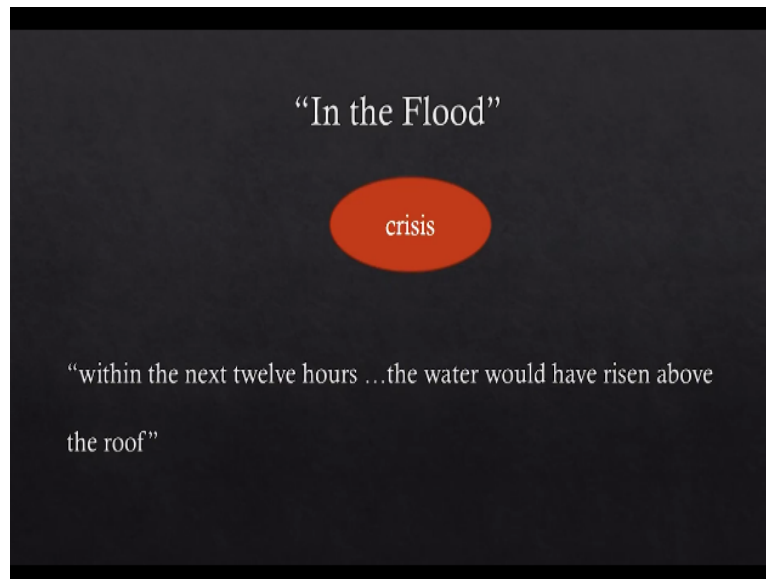 “In the Flood”
crisis
“within the next twelve hours …the water would have risen above
the roof”